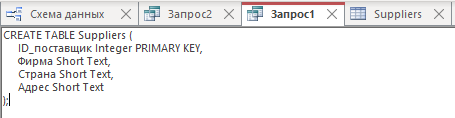 Схема данных Запрос2 Запрос1 Suppliers
CREATE TABLE Suppliers (
ID_поставщик Integer PRIMARY KEY,
Фирма Short Text,
Страна Short Text,
Адрес Short Text
);